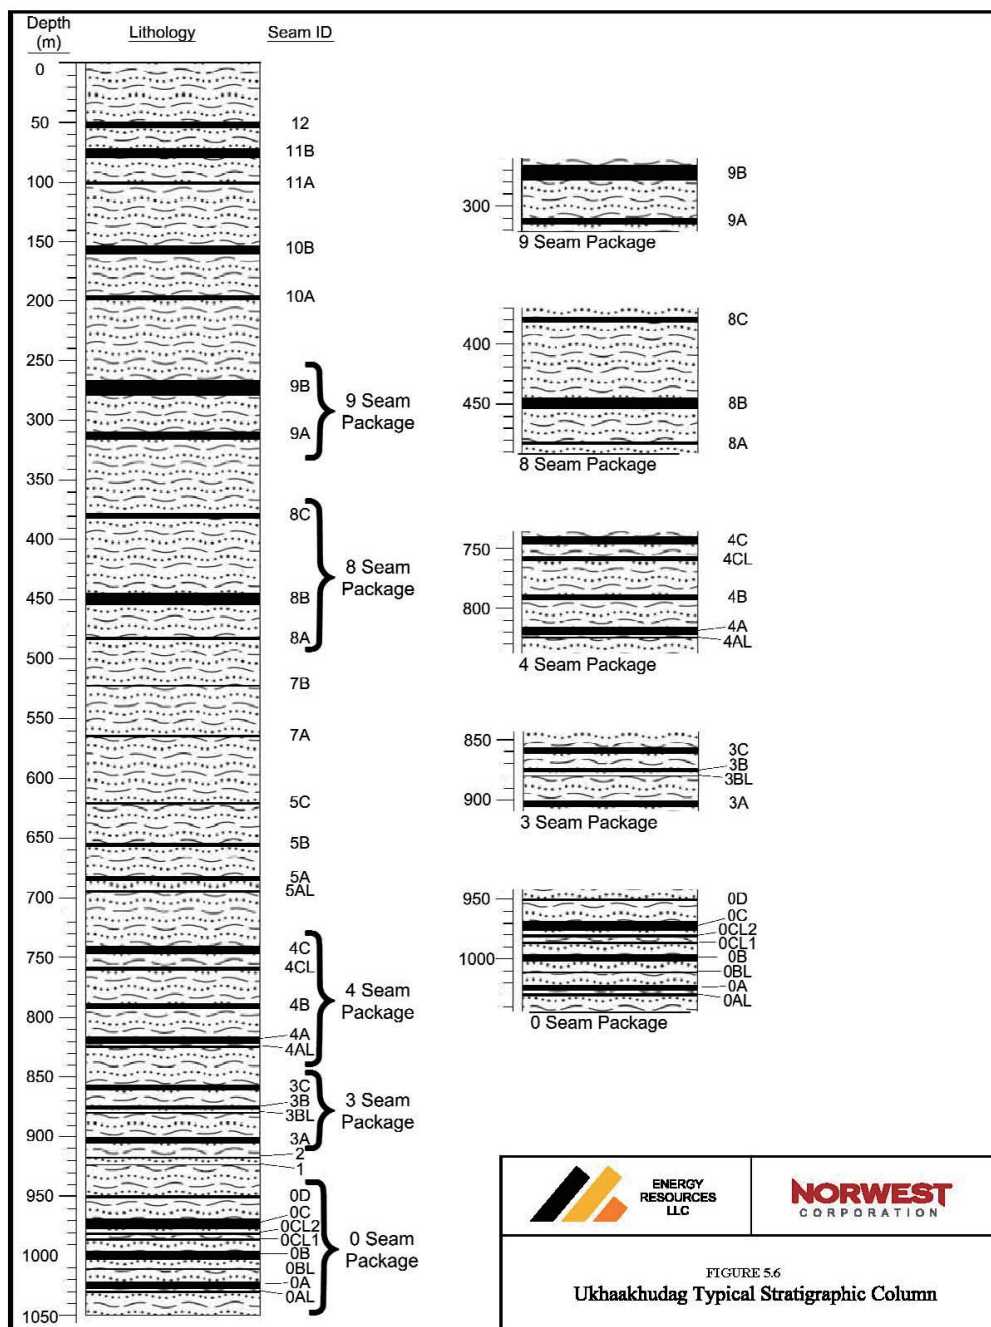 Depth
(m)
Lithology
Seam ID
0
50
100
150
200
250
300
350
400
450
500
550
600
650
700
750
800
850
900
950
1000
1050
12
11B
11A
10B
10A
9B
9A
8C
8B
8A
7B
7A
5C
5B
5A
5AL
4C
4CL
4B
4A
4AL
3C
3B
3BL
3A
2
1
0D
0C
0CL2
0CL1
0B
0BL
0A
0AL
9 Seam
Package
8 Seam
Package
4 Seam
Package
3 Seam
Package
0 Seam
Package
300
9B
9A
9 Seam Package
400
450
8C
8B
8A
8 Seam Package
750
800
4C
4CL
4B
4A
4AL
4 Seam Package
850
900
3C
3B
3BL
3A
3 Seam Package
950
1000
0D
0C
0CL2
0CL1
0B
0BL
0A
0AL
0 Seam Package
ENERGY
RESOURCES
LLC
NORWEST
CORPORATION
FIGURE 5.6
Ukhaakhudag Typical Stratigraphic Column